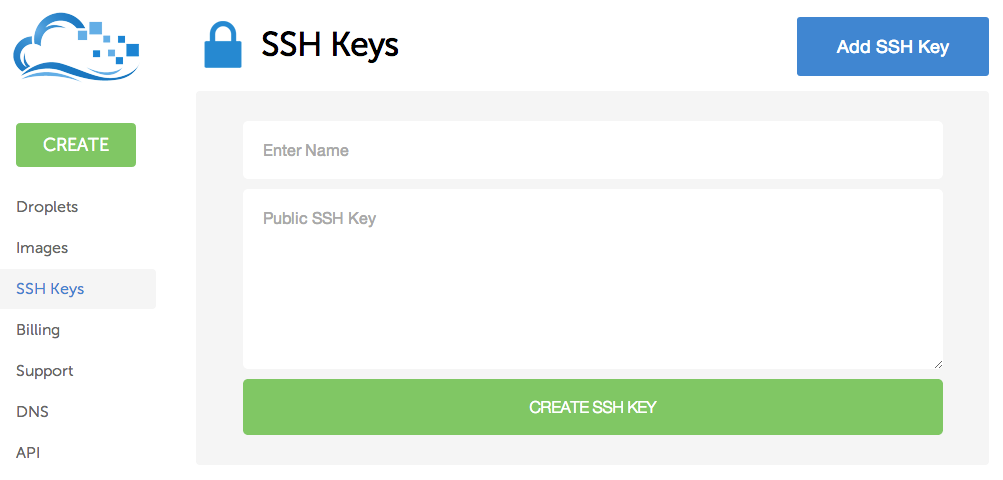 SSH Keys
Add SSH Key
CREATE
Droplets
Images
SSH Keys
Billing
Support
DNS
API
Enter Name
Public SSH Key
CREATE SSH KEY